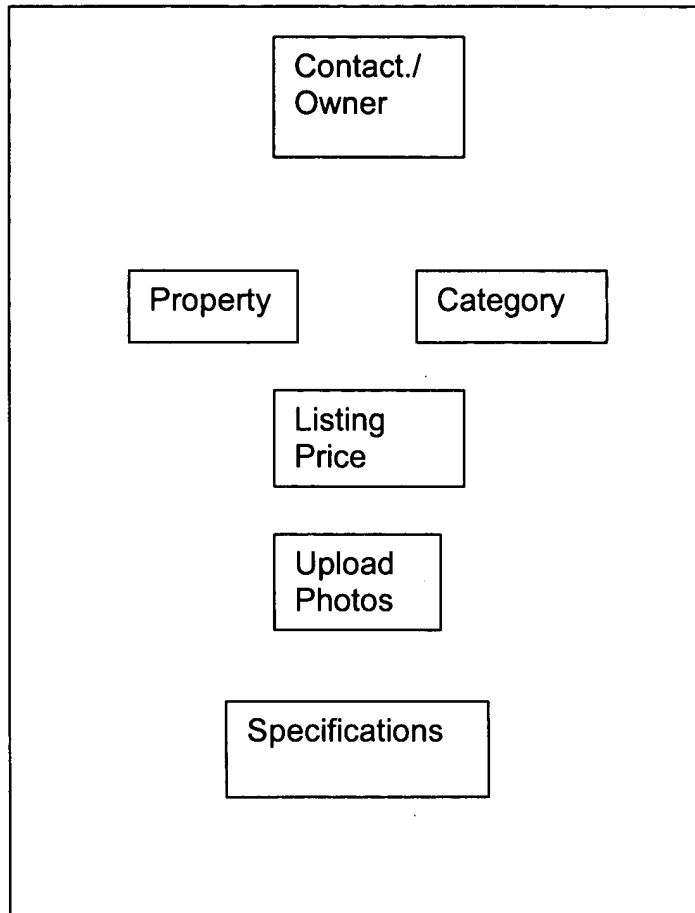 Contact./
Owner
Property
Category
Listing
Price
Upload
Photos
Specifications